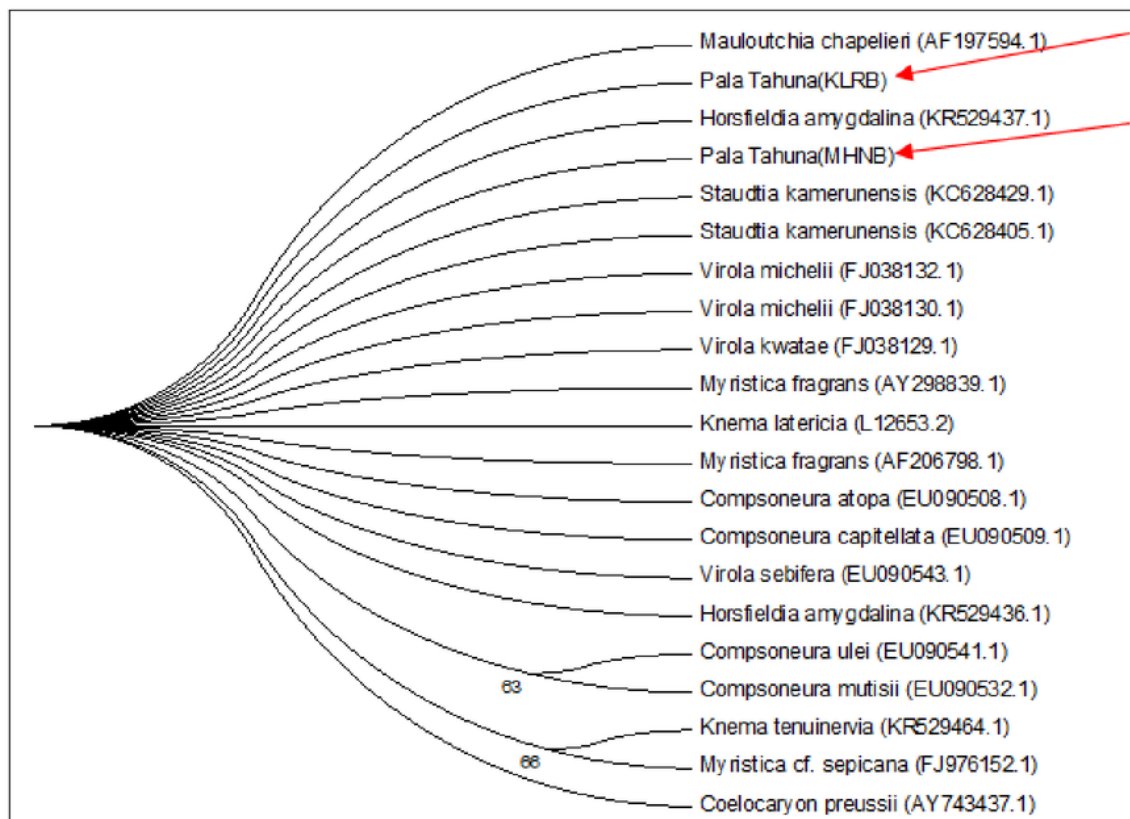 Mauloutchia chapelieri (AF197594.1)
Pala Tahuna(KLRB)
Horsfieldia amygdalina (KR529437.1)
Pala Tahuna(MHNB)
Staudtia kamerunensis (KC628429.1)
Staudtia kamerunensis (KC628405.1)
Virola michelii (FJ038132.1)
Virola michelii (FJ038130.1)
Virola kwatae (FJ038129.1)
Myristica fragrans (AY298839.1)
Knema latericia (L12653.2)
Myristica fragrans (AF206798.1)
Compsoneura atopa (EU090508.1)
Compsoneura capitellata (EU090509.1)
Virola sebifera (EU090543.1)
Horsfieldia amygdalina (KR529436.1)
Compsoneura ulei (EU090541.1)
63
Compsoneura mutisii (EU090532.1)
Knema tenuinervia (KR529464.1)
66
Myristica cf. sepicana (FJ976152.1)
Coelocaryon preussii (AY743437.1)